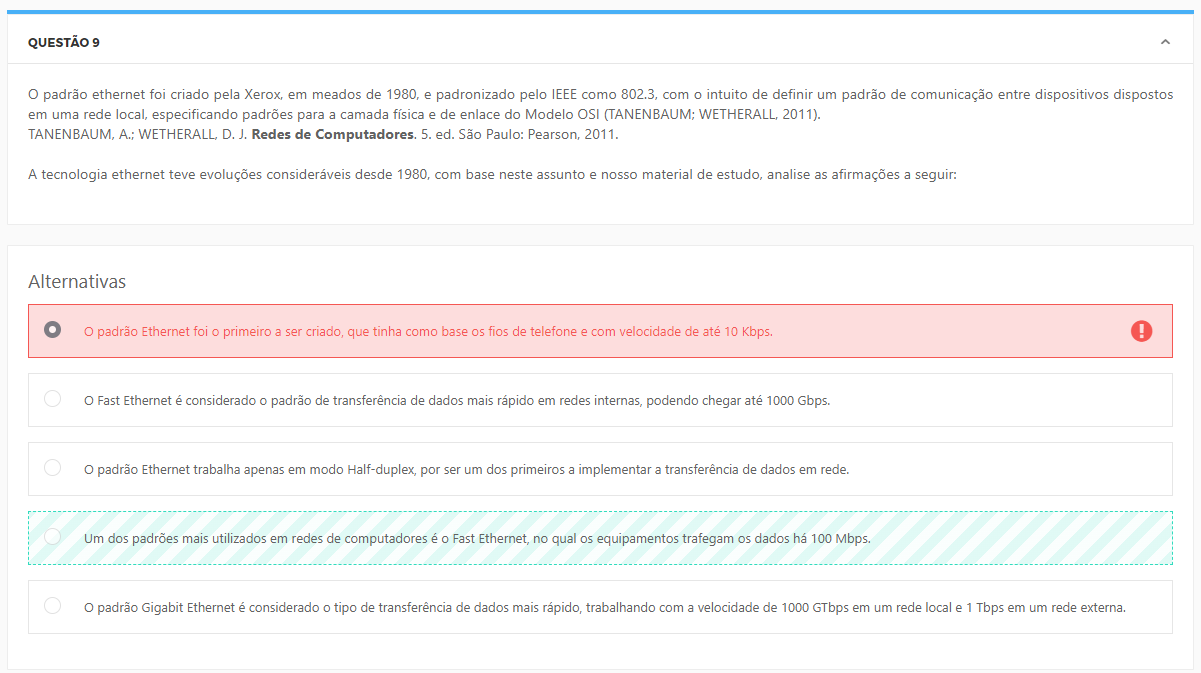 QUESTÃO 9
O padrão ethernet foi criado pela Xerox, em meados de 1980, e padronizado pelo IEEE como 802.3, com o intuito de definir um padrão de comunicação entre dispositivos dispostos
em uma rede local, especificando padrões para a camada física e de enlace do Modelo OSI (TANENBAUM; WETHERALL, 2011).
TANENBAUM, A.; WETHERALL, D. J. Redes de Computadores. 5. ed. São Paulo: Pearson, 2011.
A tecnologia ethernet teve evoluções consideráveis desde 1980, com base neste assunto e nosso material de estudo, analise as afirmações a seguir:
Alternativas
O padrão Ethernet foi o primeiro a ser criado, que tinha como base os fios de telefone e com velocidade de até 10 Kbps.
O Fast Ethernet é considerado o padrão de transferência de dados mais rápido em redes internas, podendo chegar até 1000 Gbps.
O padrão Ethernet trabalha apenas em modo Half-duplex, por ser um dos primeiros a implementar a transferência de dados em rede.
Um dos padrões mais utilizados em redes de computadores é o Fast Ethernet, no qual os equipamentos trafegam os dados há 100 Mbps.
O padrão Gigabit Ethernet é considerado o tipo de transferência de dados mais rápido, trabalhando com a velocidade de 1000 GTbps em um rede local e 1 Tbps em um rede externa.